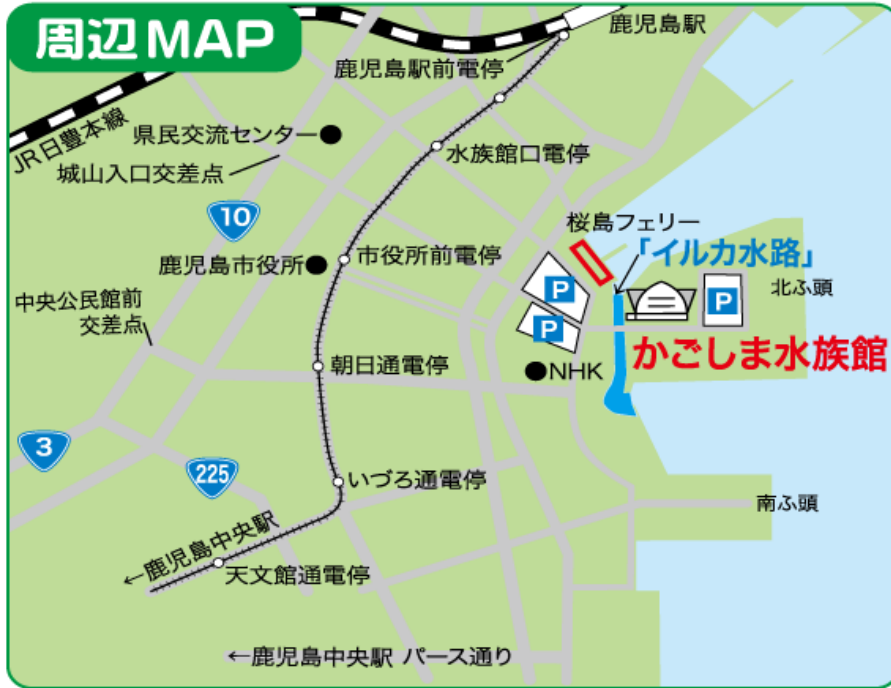 周辺MAP
鹿児島駅
鹿児島駅前電停
JR日豊本線
県民交流センター
水族館口電停
城山入口交差点
10
桜島フェリー
「イルカ水路」
市役所前電停
鹿児島市役所
P
P
P
北ふ頭
中央公民館前
交差点
かごしま水族館
朝日通電停
NHK
3
225
いづろ通電停
南ふ頭
←鹿児島中央駅
天文館通電停
←鹿児島中央駅 パース通り